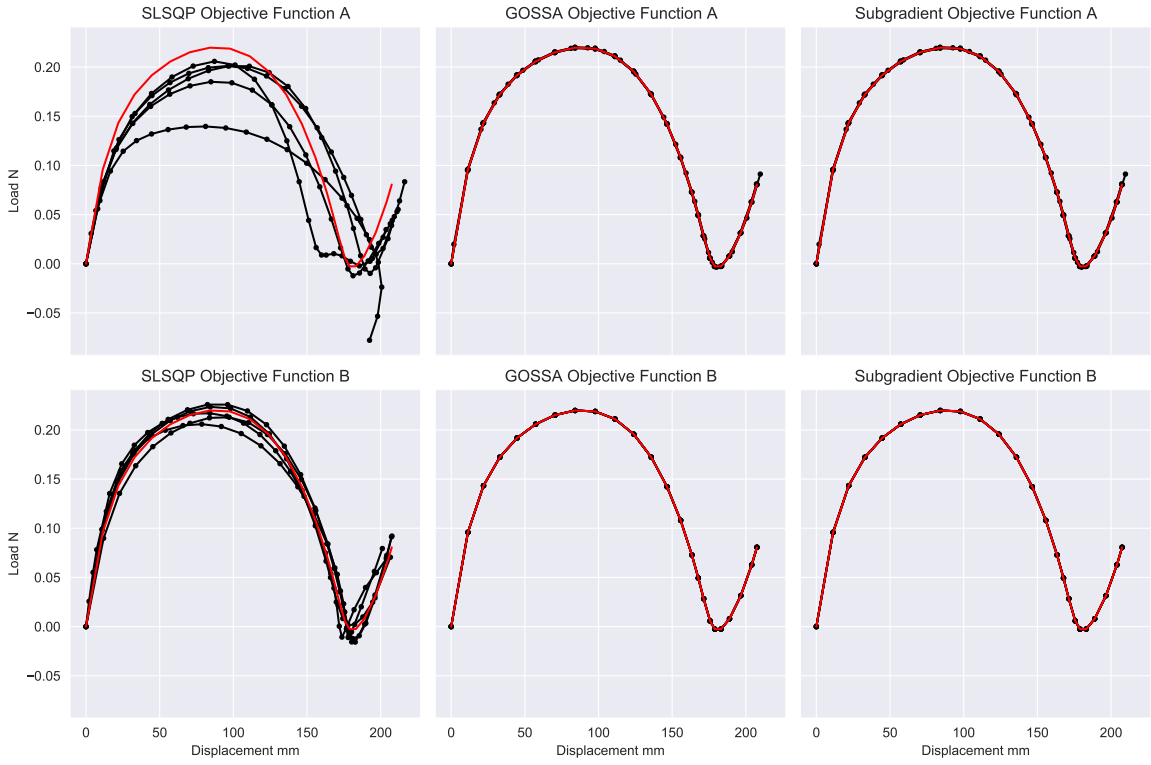 SLSQP Objective Function A
GOSSA Objective Function A
Subgradient Objective Function A
0.20
0.15
0.10
0.05
0.00
−0.05
Load N
SLSQP Objective Function B
GOSSA Objective Function B
Subgradient Objective Function B
0.20
0.15
0.10
0.05
0.00
−0.05
Load N
0 50 100 150 200
0 50 100 150 200
0 50 100 150 200
Displacement mm
Displacement mm
Displacement mm